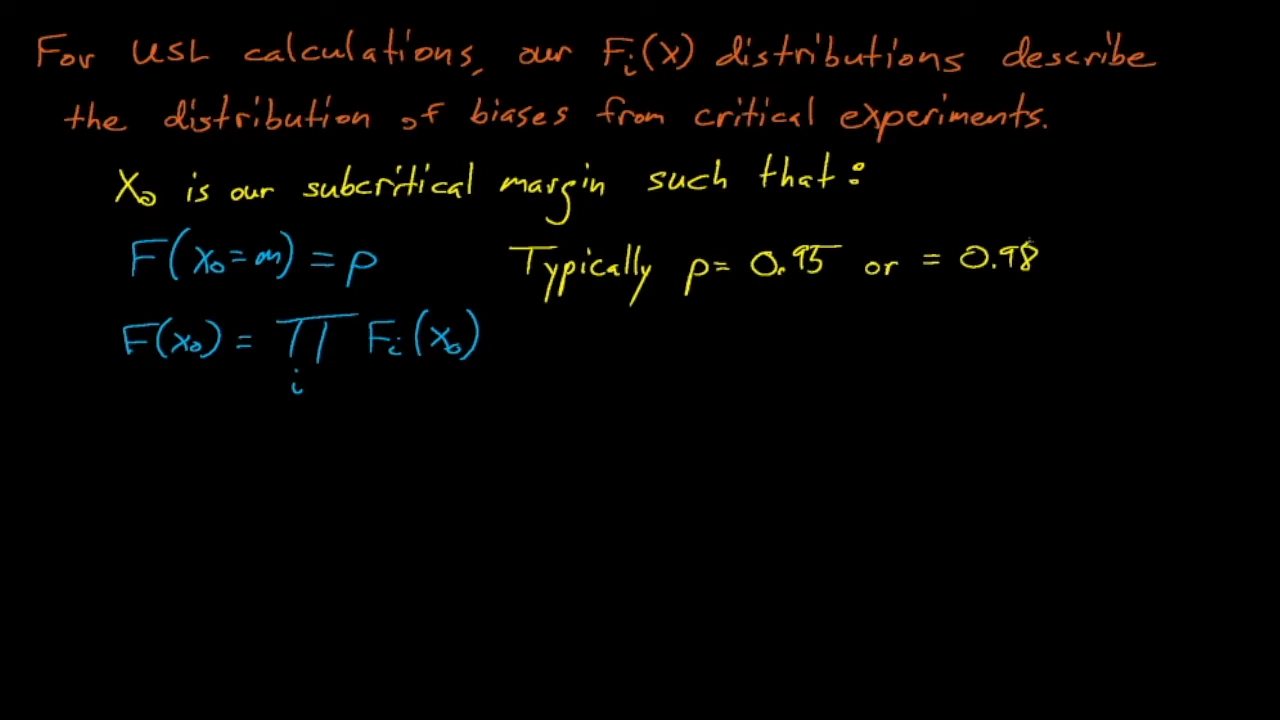 For USL calculations, our Fᵢ(x) distributions describe
the distribution of biases from critical experiments.
X₀ is our subcritical margin such that:
F(x₀=m) = p Typically p= 0.95 or = 0.98
F(x₀) = ∏ᵢ Fᵢ(x₀)